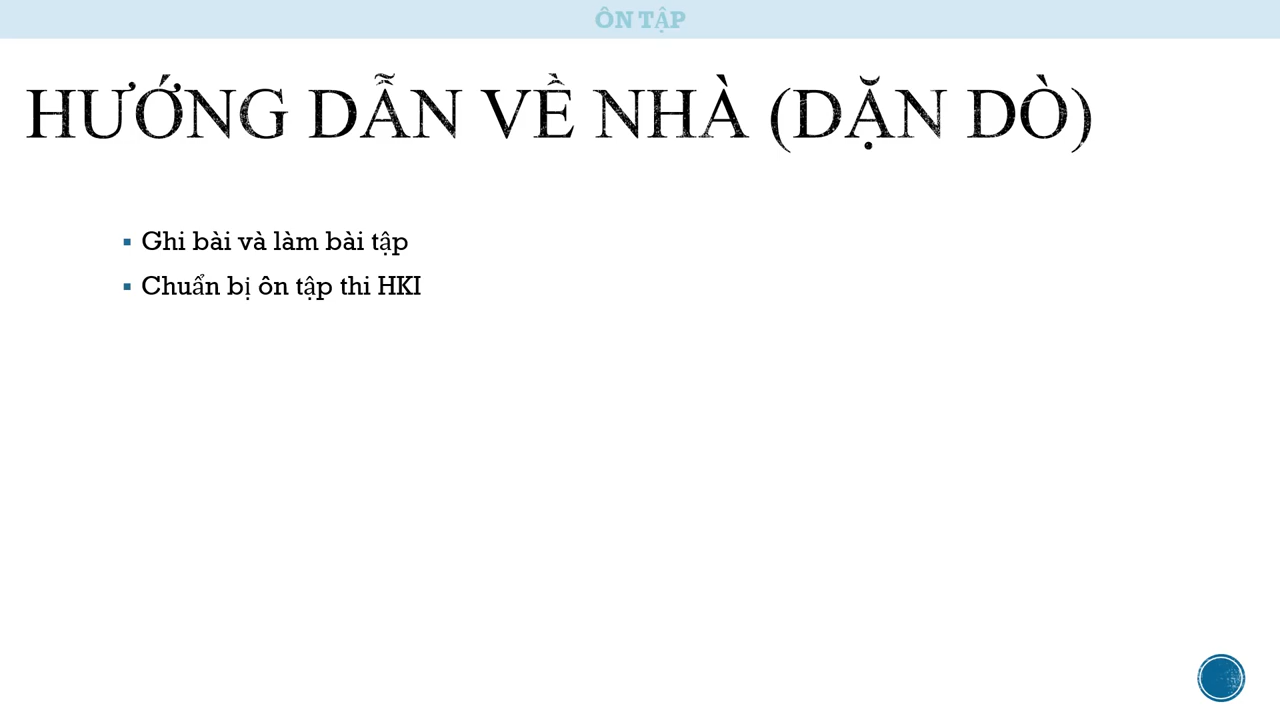 ÔN TẬP
HƯỚNG DẪN VỀ NHÀ (DẶN DÒ)
▪ Ghi bài và làm bài tập
▪ Chuẩn bị ôn tập thi HKI